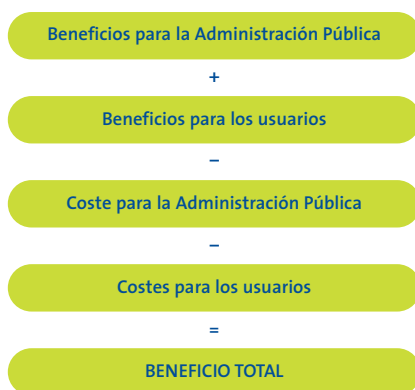 Beneficios para la Administración Pública
+
Beneficios para los usuarios
–
Coste para la Administración Pública
–
Costes para los usuarios
=
BENEFICIO TOTAL